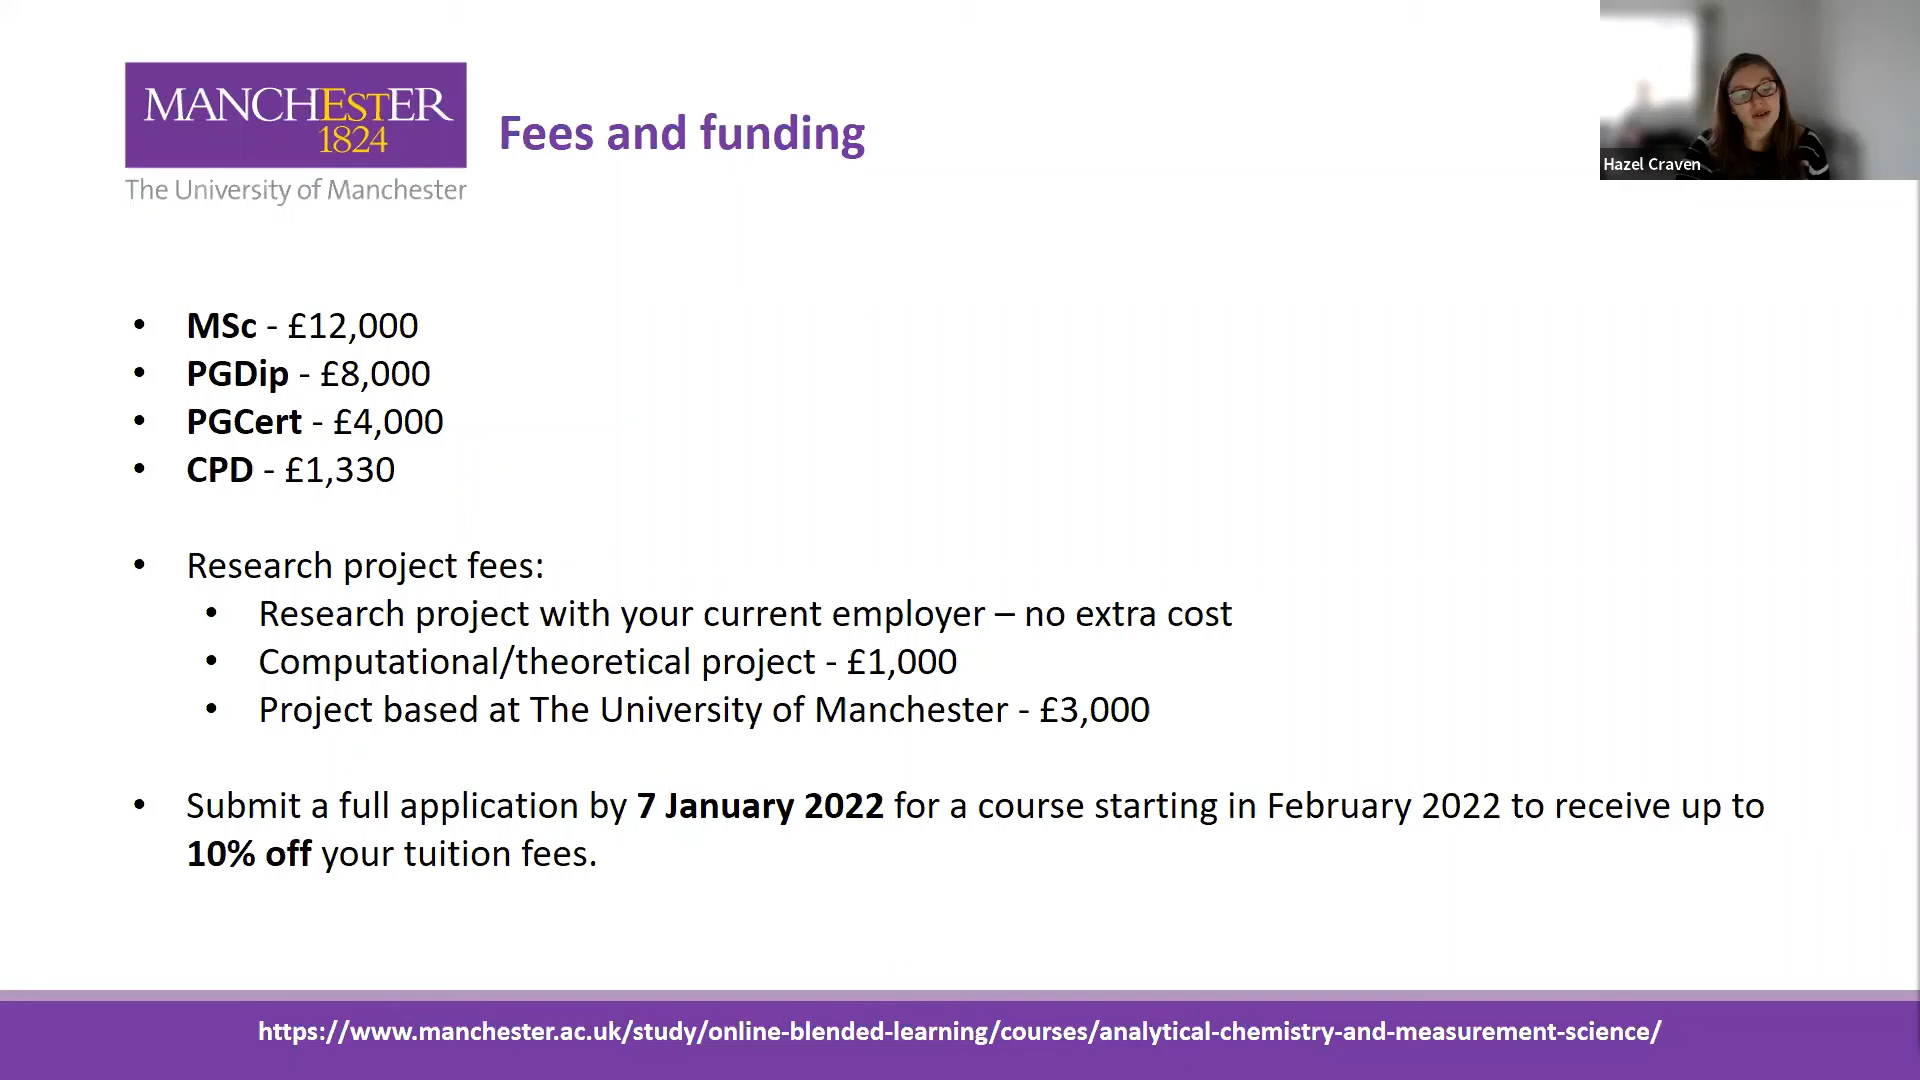 MANCHESTER
1824
The University of Manchester
Fees and funding
Hazel Craven
• MSc - £12,000
• PGDip - £8,000
• PGCert - £4,000
• CPD - £1,330
• Research project fees:
• Research project with your current employer – no extra cost
• Computational/theoretical project - £1,000
• Project based at The University of Manchester - £3,000
• Submit a full application by 7 January 2022 for a course starting in February 2022 to receive up to
10% off your tuition fees.
https://www.manchester.ac.uk/study/online-blended-learning/courses/analytical-chemistry-and-measurement-science/